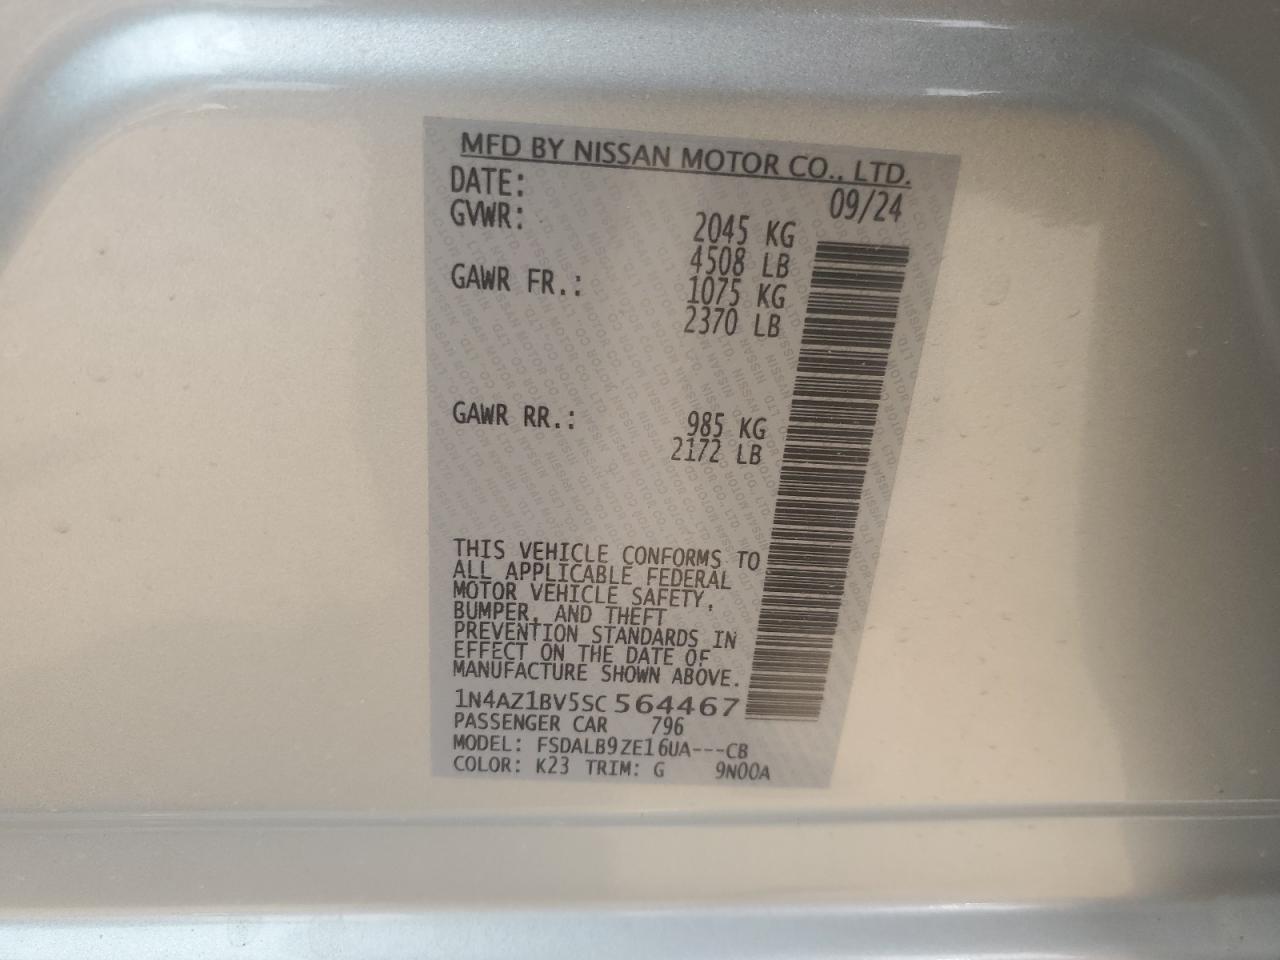 MFD BY NISSAN MOTOR CO., LTD.
DATE: 09/24
GVWR: 2045 KG
4508 LB
GAWR FR.: 1075 KG
2370 LB
GAWR RR.: 985 KG
2172 LB
THIS VEHICLE CONFORMS TO
ALL APPLICABLE FEDERAL
MOTOR VEHICLE SAFETY,
BUMPER, AND THEFT
PREVENTION STANDARDS IN
EFFECT ON THE DATE OF
MANUFACTURE SHOWN ABOVE.
1N4AZ1BV5SC564467
PASSENGER CAR 796
MODEL: FSDALB9ZE16UA---CB
COLOR: K23 TRIM: G 9N00A